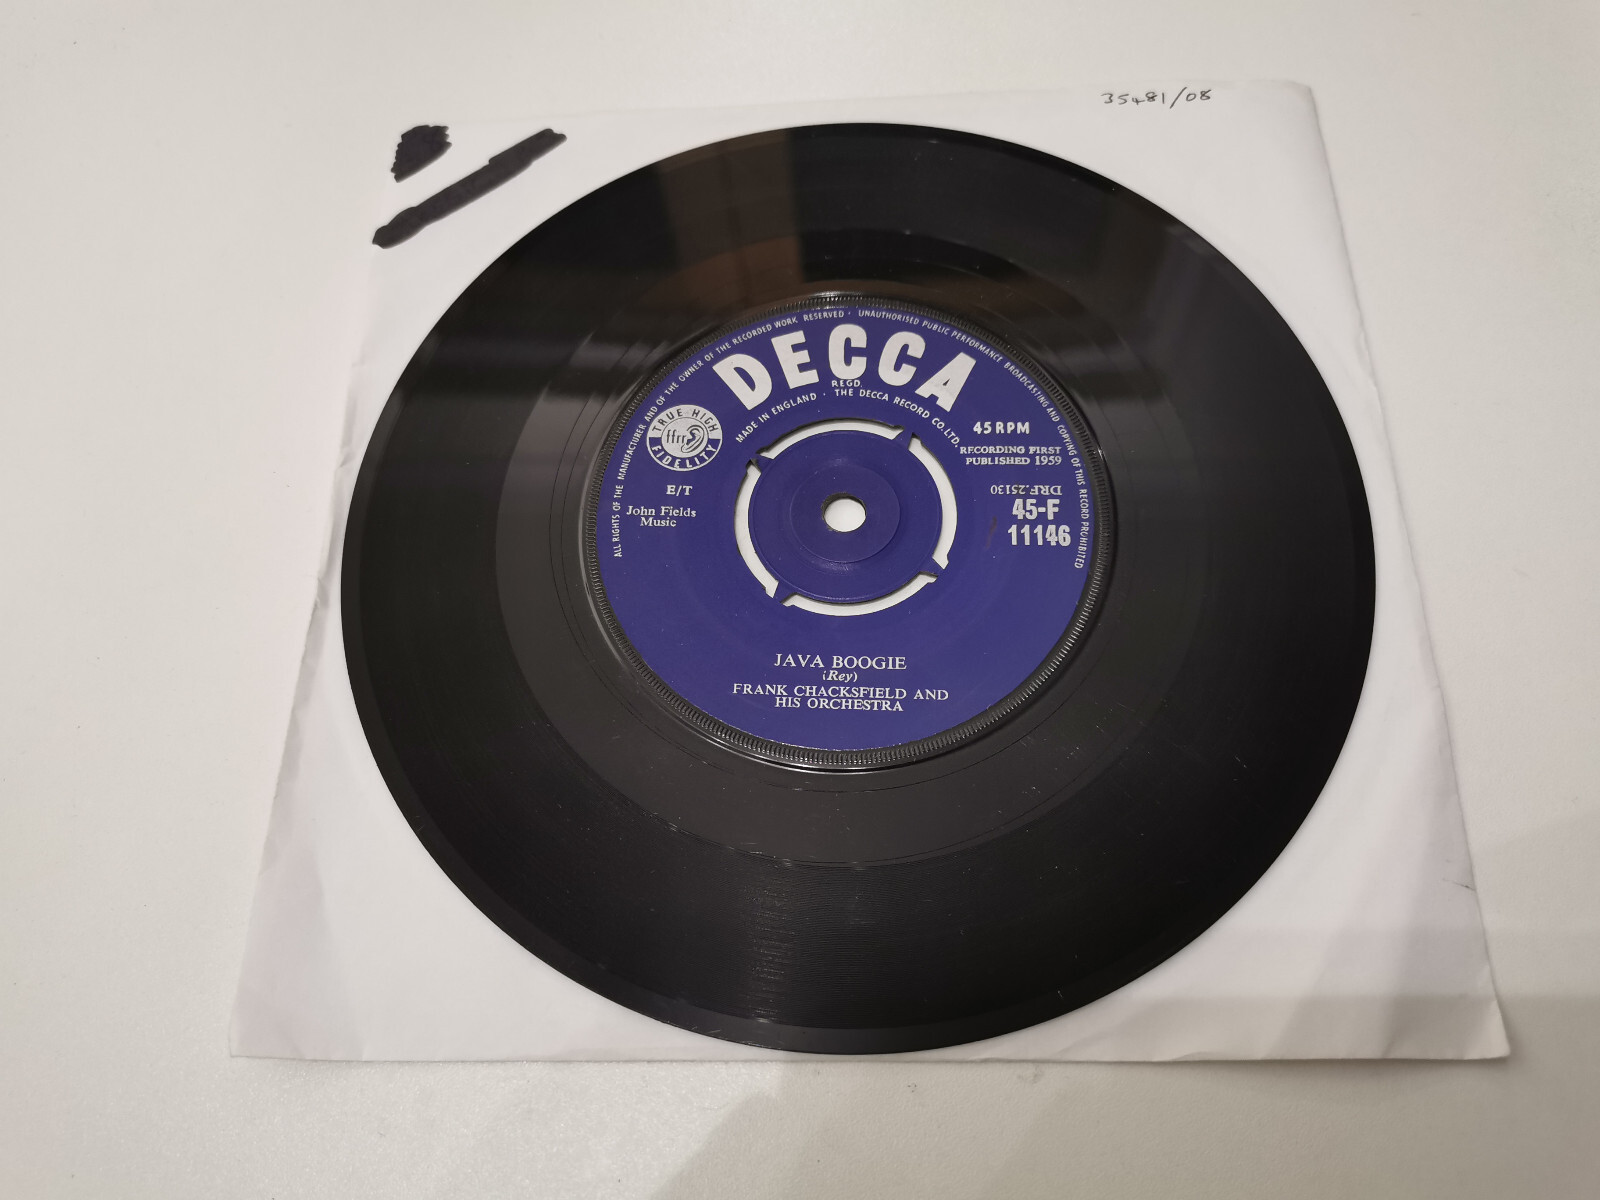 35481/08
ALL RIGHTS OF THE MANUFACTURER AND OF THE OWNER OF THE RECORDED WORK RESERVED · UNAUTHORISED PUBLIC PERFORMANCE BROADCASTING AND COPYING OF THIS RECORD PROHIBITED
DECCA
REGD.
MADE IN ENGLAND · THE DECCA RECORD CO. LTD.
TRUE HIGH
ffrr
FIDELITY
45 RPM
RECORDING FIRST
PUBLISHED 1959
E/T
John Fields
Music
DRF.25130
45-F
11146
JAVA BOOGIE
(Rey)
FRANK CHACKSFIELD AND
HIS ORCHESTRA